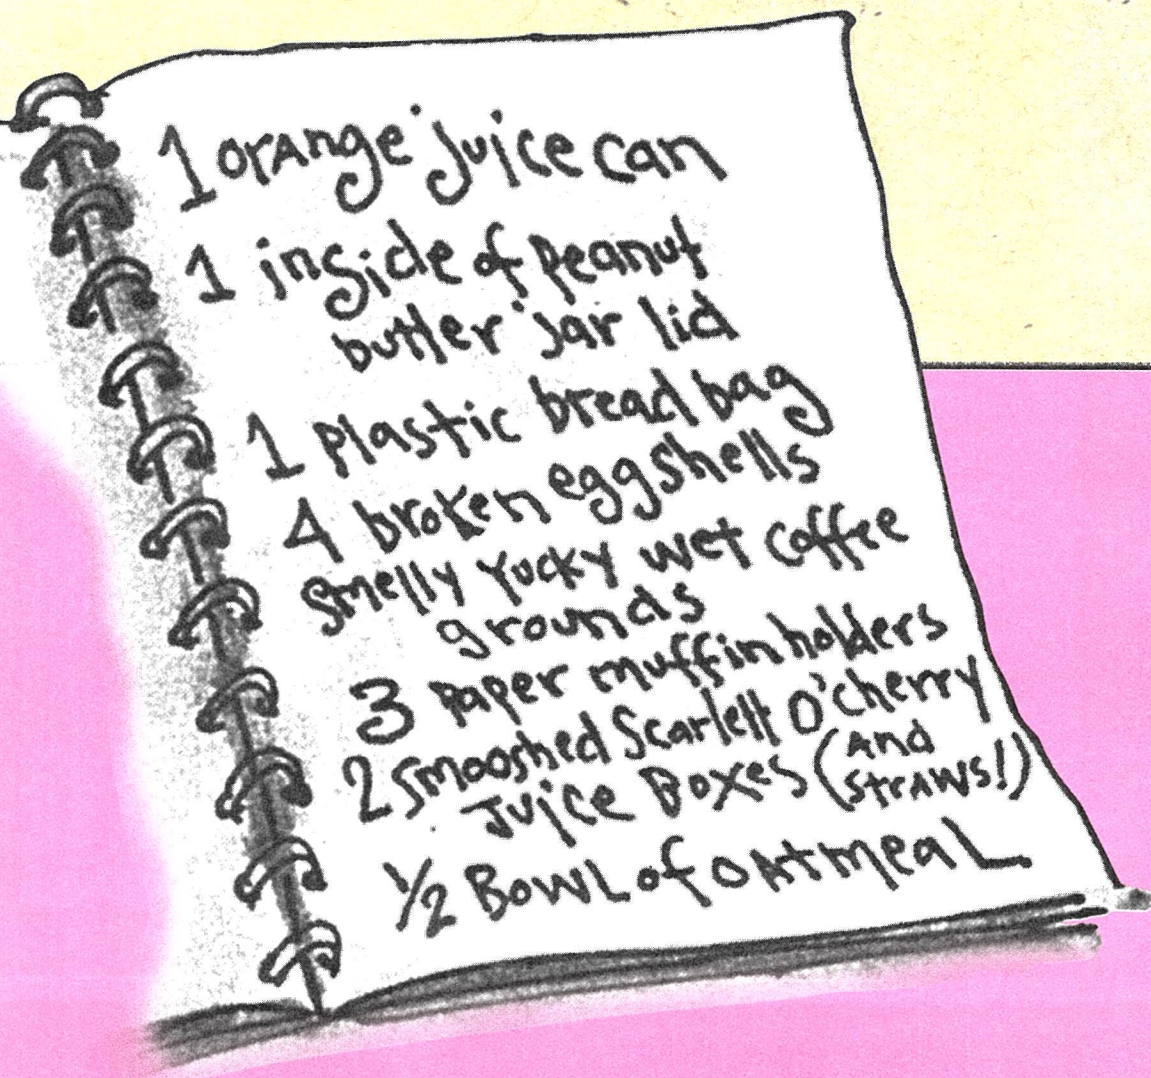 1 orange juice can
1 inside of peanut
butter jar lid
1 plastic bread bag
4 broken eggshells
smelly yucky wet coffee
grounds
3 paper muffin holders
2 smooshed Scarlett O'Cherry
Juice Boxes (and
straws!)
1/2 Bowl of oatmeal